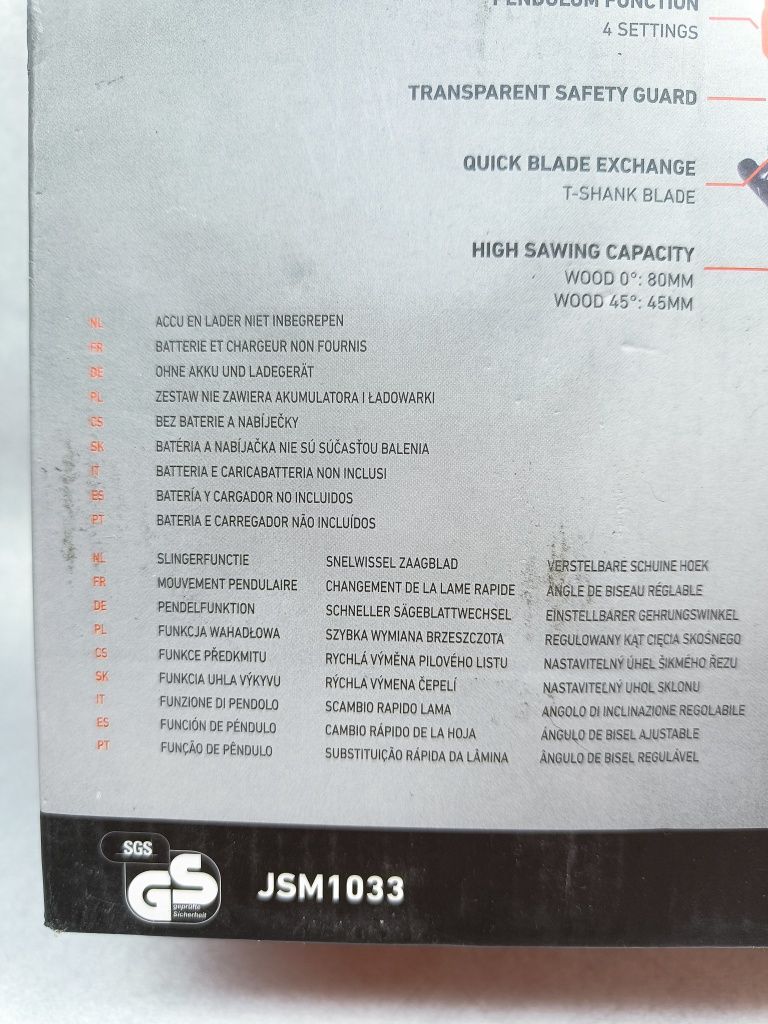 PENDULUM FUNCTION
4 SETTINGS
TRANSPARENT SAFETY GUARD
QUICK BLADE EXCHANGE
T-SHANK BLADE
HIGH SAWING CAPACITY
WOOD 0°: 80MM
WOOD 45°: 45MM
NL ACCU EN LADER NIET INBEGREPEN
FR BATTERIE ET CHARGEUR NON FOURNIS
DE OHNE AKKU UND LADEGERÄT
PL ZESTAW NIE ZAWIERA AKUMULATORA I ŁADOWARKI
CS BEZ BATERIE A NABÍJEČKY
SK BATÉRIA A NABÍJAČKA NIE SÚ SÚČASŤOU BALENIA
IT BATTERIA E CARICABATTERIA NON INCLUSI
ES BATERÍA Y CARGADOR NO INCLUIDOS
PT BATERIA E CARREGADOR NÃO INCLUÍDOS
NL SLINGERFUNCTIE SNELWISSEL ZAAGBLAD VERSTELBARE SCHUINE HOEK
FR MOUVEMENT PENDULAIRE CHANGEMENT DE LA LAME RAPIDE ANGLE DE BISEAU RÉGLABLE
DE PENDELFUNKTION SCHNELLER SÄGEBLATTWECHSEL EINSTELLBARER GEHRUNGSWINKEL
PL FUNKCJA WAHADŁOWA SZYBKA WYMIANA BRZESZCZOTA REGULOWANY KĄT CIĘCIA SKOŚNEGO
CS FUNKCE PŘEDKMITU RYCHLÁ VÝMĚNA PILOVÉHO LISTU NASTAVITELNÝ ÚHEL ŠIKMÉHO ŘEZU
SK FUNKCIA UHLA VÝKYVU RÝCHLA VÝMENA ČEPELÍ NASTAVITEĽNÝ UHOL SKLONU
IT FUNZIONE DI PENDOLO SCAMBIO RAPIDO LAMA ANGOLO DI INCLINAZIONE REGOLABILE
ES FUNCIÓN DE PÉNDULO CAMBIO RÁPIDO DE LA HOJA ÁNGULO DE BISEL AJUSTABLE
PT FUNÇÃO DE PÊNDULO SUBSTITUIÇÃO RÁPIDA DA LÂMINA ÂNGULO DE BISEL REGULÁVEL
SGS
GS
geprüfte
Sicherheit
JSM1033